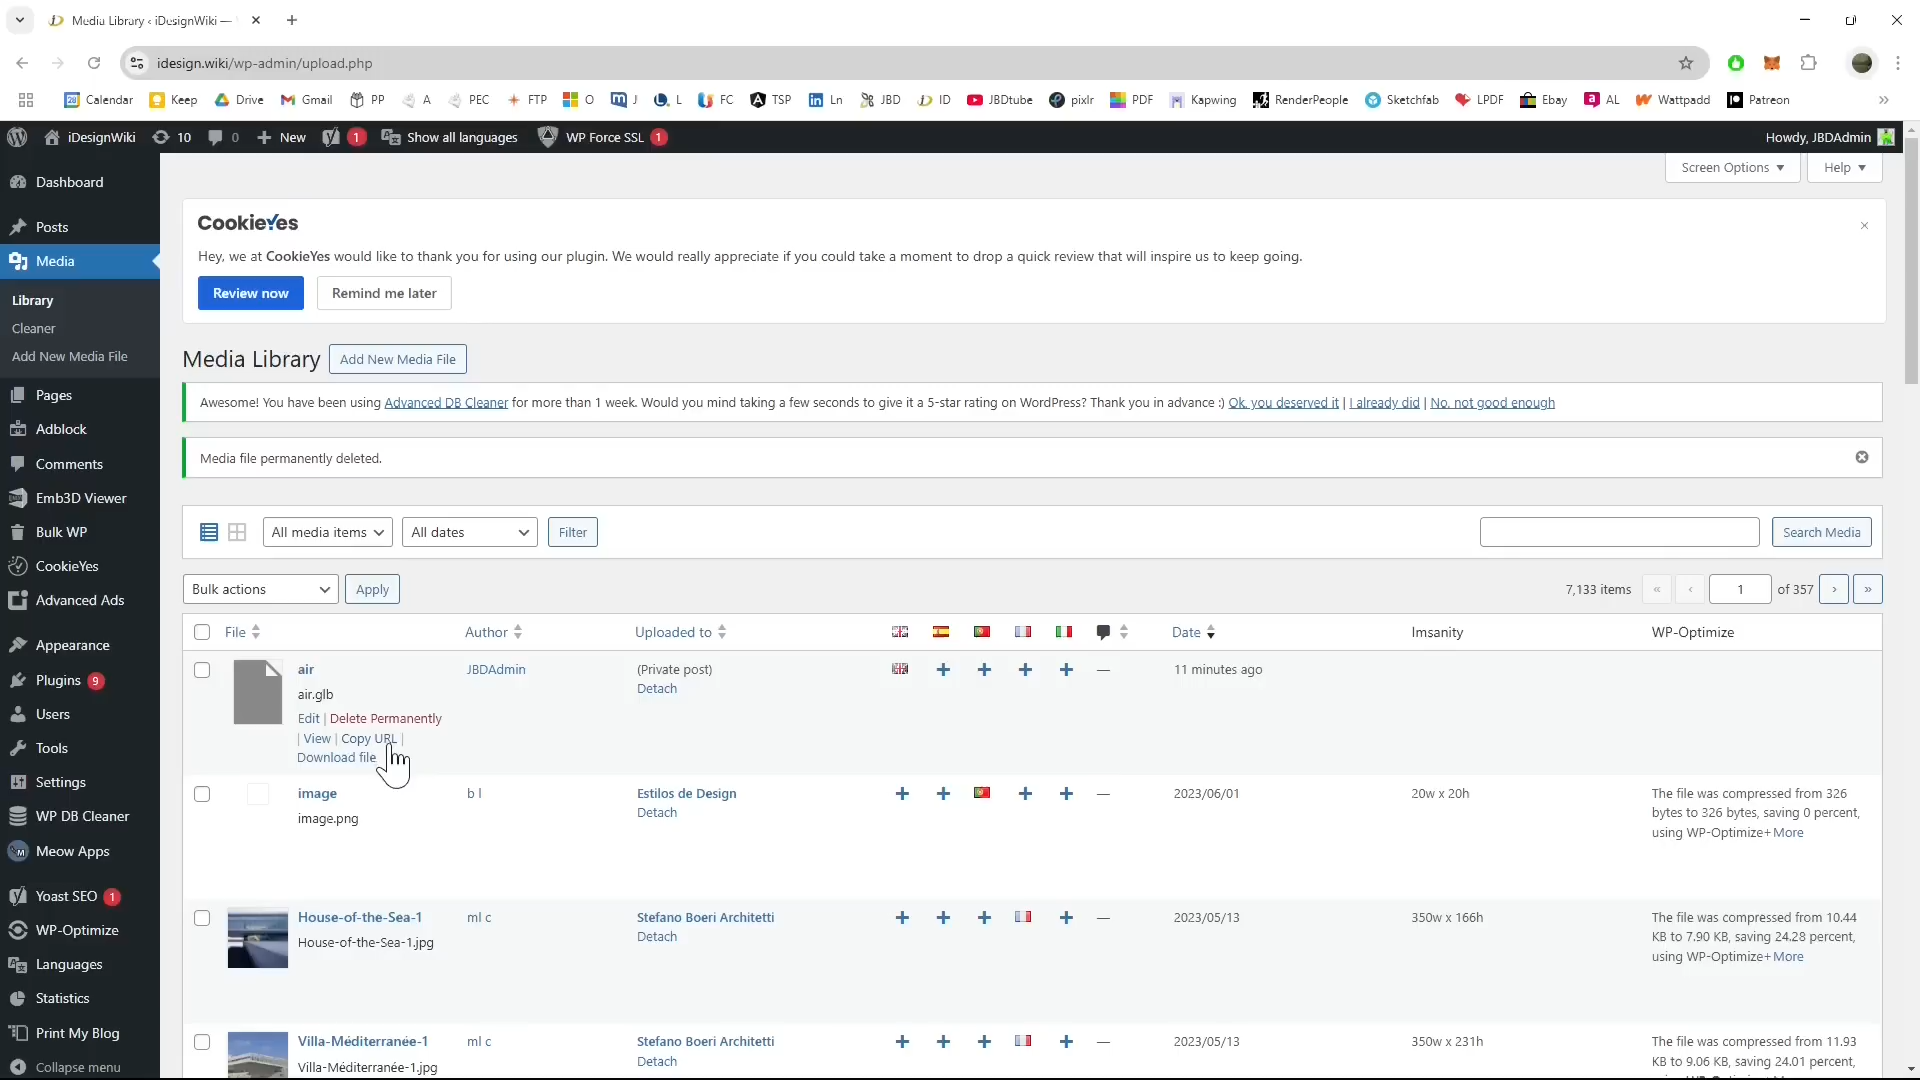 Media Library ‹ iDesignWiki —
idesign.wiki/wp-admin/upload.php
Calendar Keep Drive Gmail PP A PEC FTP O J L FC TSP Ln JBD ID JBDtube pixlr PDF Kapwing RenderPeople Sketchfab LPDF Ebay AL Wattpad Patreon »
iDesignWiki 10 0 New 1 Show all languages WP Force SSL 1 Howdy, JBDAdmin
Screen Options Help
Dashboard
Posts
Media
Library
Cleaner
Add New Media File
Pages
Adblock
Comments
Emb3D Viewer
Bulk WP
CookieYes
Advanced Ads
Appearance
Plugins 9
Users
Tools
Settings
WP DB Cleaner
Meow Apps
Yoast SEO 1
WP-Optimize
Languages
Statistics
Print My Blog
Collapse menu
CookieYes
Hey, we at CookieYes would like to thank you for using our plugin. We would really appreciate if you could take a moment to drop a quick review that will inspire us to keep going.
Review now Remind me later
Media Library Add New Media File
Awesome! You have been using Advanced DB Cleaner for more than 1 week. Would you mind taking a few seconds to give it a 5-star rating on WordPress? Thank you in advance :) Ok, you deserved it | I already did | No, not good enough
Media file permanently deleted.
All media items All dates Filter Search Media
Bulk actions Apply 7,133 items « ‹ 1 of 357 › »
File Author Uploaded to Date Imsanity WP-Optimize
air JBDAdmin (Private post) + + + + — 11 minutes ago
air.glb Detach
Edit | Delete Permanently
| View | Copy URL |
Download file
image b l Estilos de Design + + + + — 2023/06/01 20w x 20h The file was compressed from 326
image.png Detach bytes to 326 bytes, saving 0 percent,
using WP-Optimize+More
House-of-the-Sea-1 ml c Stefano Boeri Architetti + + + + — 2023/05/13 350w x 166h The file was compressed from 10.44
House-of-the-Sea-1.jpg Detach KB to 7.90 KB, saving 24.28 percent,
using WP-Optimize+More
Villa-Méditerranée-1 ml c Stefano Boeri Architetti + + + + — 2023/05/13 350w x 231h The file was compressed from 11.93
Villa-Méditerranée-1.jpg Detach KB to 9.06 KB, saving 24.01 percent,